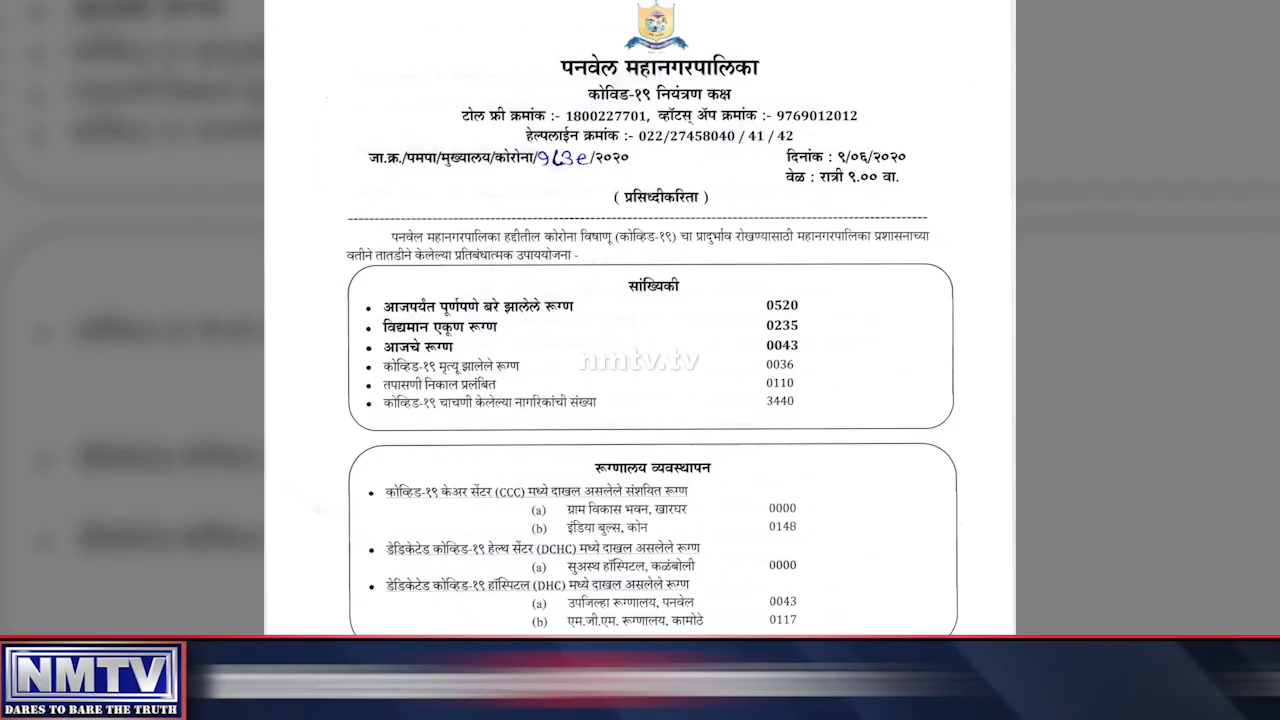 पनवेल महानगरपालिका
कोविड-१९ नियंत्रण कक्ष
टोल फ्री क्रमांक :- 1800227701, व्हॉटस् ॲप क्रमांक :- 9769012012
हेल्पलाईन क्रमांक :- 022/27458040 / 41 / 42
जा.क्र./पमपा/मुख्यालय/कोरोना/ /२०२०
दिनांक : ९/०६/२०२०
वेळ : रात्री ९.०० वा.
( प्रसिध्दीकरिता )
पनवेल महानगरपालिका हद्दीतील कोरोना विषाणू (कोव्हिड-१९) चा प्रादुर्भाव रोखण्यासाठी महानगरपालिका प्रशासनाच्या
वतीने तातडीने केलेल्या प्रतिबंधात्मक उपाययोजना -
सांख्यिकी
• आजपर्यंत पूर्णपणे बरे झालेले रूग्ण 0520
• विद्यमान एकूण रूग्ण 0235
• आजचे रूग्ण 0043
• कोव्हिड-१९ मृत्यू झालेले रूग्ण 0036
• तपासणी निकाल प्रलंबित 0110
• कोव्हिड-१९ चाचणी केलेल्या नागरिकांची संख्या 3440
nmtv.tv
रूग्णालय व्यवस्थापन
• कोव्हिड-१९ केअर सेंटर (CCC) मध्ये दाखल असलेले संशयित रूग्ण
(a) ग्राम विकास भवन, खारघर 0000
(b) इंडिया बुल्स, कोन 0148
• डेडिकेटेड कोव्हिड-१९ हेल्थ सेंटर (DCHC) मध्ये दाखल असलेले रूग्ण
(a) सुअस्थ हॉस्पिटल, कळंबोली 0000
• डेडिकेटेड कोव्हिड-१९ हॉस्पिटल (DHC) मध्ये दाखल असलेले रूग्ण
(a) उपजिल्हा रूग्णालय, पनवेल 0043
(b) एम.जी.एम. रूग्णालय, कामोठे 0117
NMTV
DARES TO BARE THE TRUTH